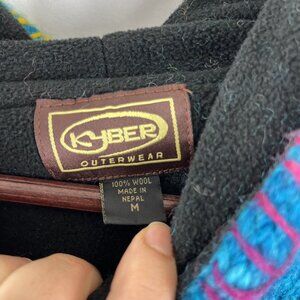 KYBER
OUTERWEAR
100% WOOL
MADE IN
NEPAL
M